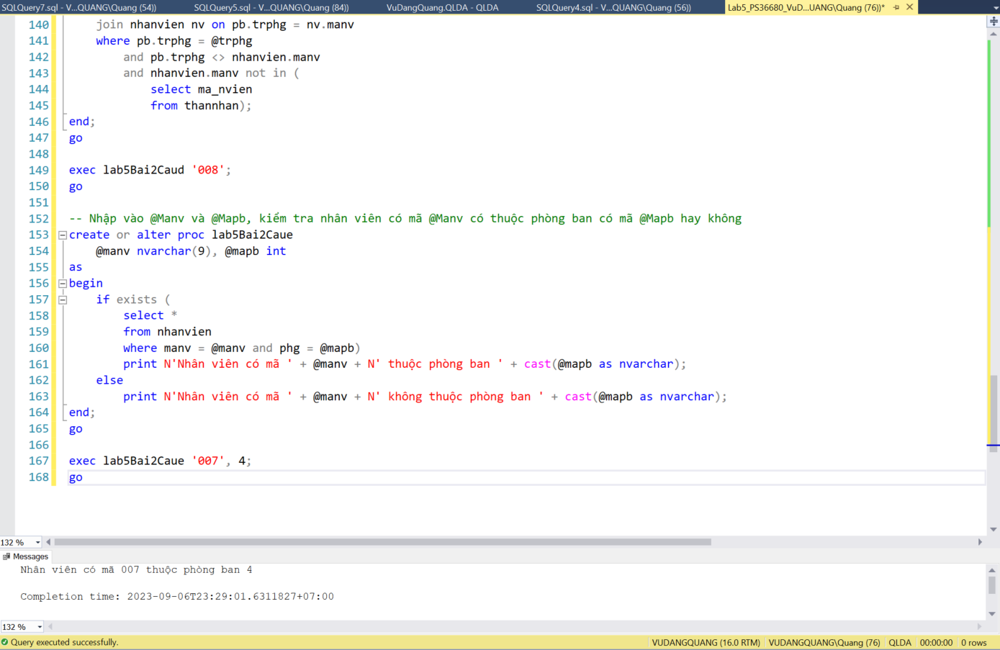 SQLQuery7.sql - V...QUANG\Quang (54)) SQLQuery5.sql - V...QUANG\Quang (84)) VuDangQuang.QLDA - QLDA SQLQuery4.sql - V...QUANG\Quang (56)) Lab5_PS36680_VuD...UANG\Quang (76))*
140 join nhanvien nv on pb.trphg = nv.manv
141 where pb.trphg = @trphg
142 and pb.trphg <> nhanvien.manv
143 and nhanvien.manv not in (
144 select ma_nvien
145 from thannhan);
146 end;
147 go
148
149 exec lab5Bai2Caud '008';
150 go
151
152 -- Nhập vào @Manv và @Mapb, kiểm tra nhân viên có mã @Manv có thuộc phòng ban có mã @Mapb hay không
153 create or alter proc lab5Bai2Caue
154 @manv nvarchar(9), @mapb int
155 as
156 begin
157 if exists (
158 select *
159 from nhanvien
160 where manv = @manv and phg = @mapb)
161 print N'Nhân viên có mã ' + @manv + N' thuộc phòng ban ' + cast(@mapb as nvarchar);
162 else
163 print N'Nhân viên có mã ' + @manv + N' không thuộc phòng ban ' + cast(@mapb as nvarchar);
164 end;
165 go
166
167 exec lab5Bai2Caue '007', 4;
168 go
132 %
Messages
Nhân viên có mã 007 thuộc phòng ban 4
Completion time: 2023-09-06T23:29:01.6311827+07:00
132 %
Query executed successfully. VUDANGQUANG (16.0 RTM) VUDANGQUANG\Quang (76) QLDA 00:00:00 0 rows